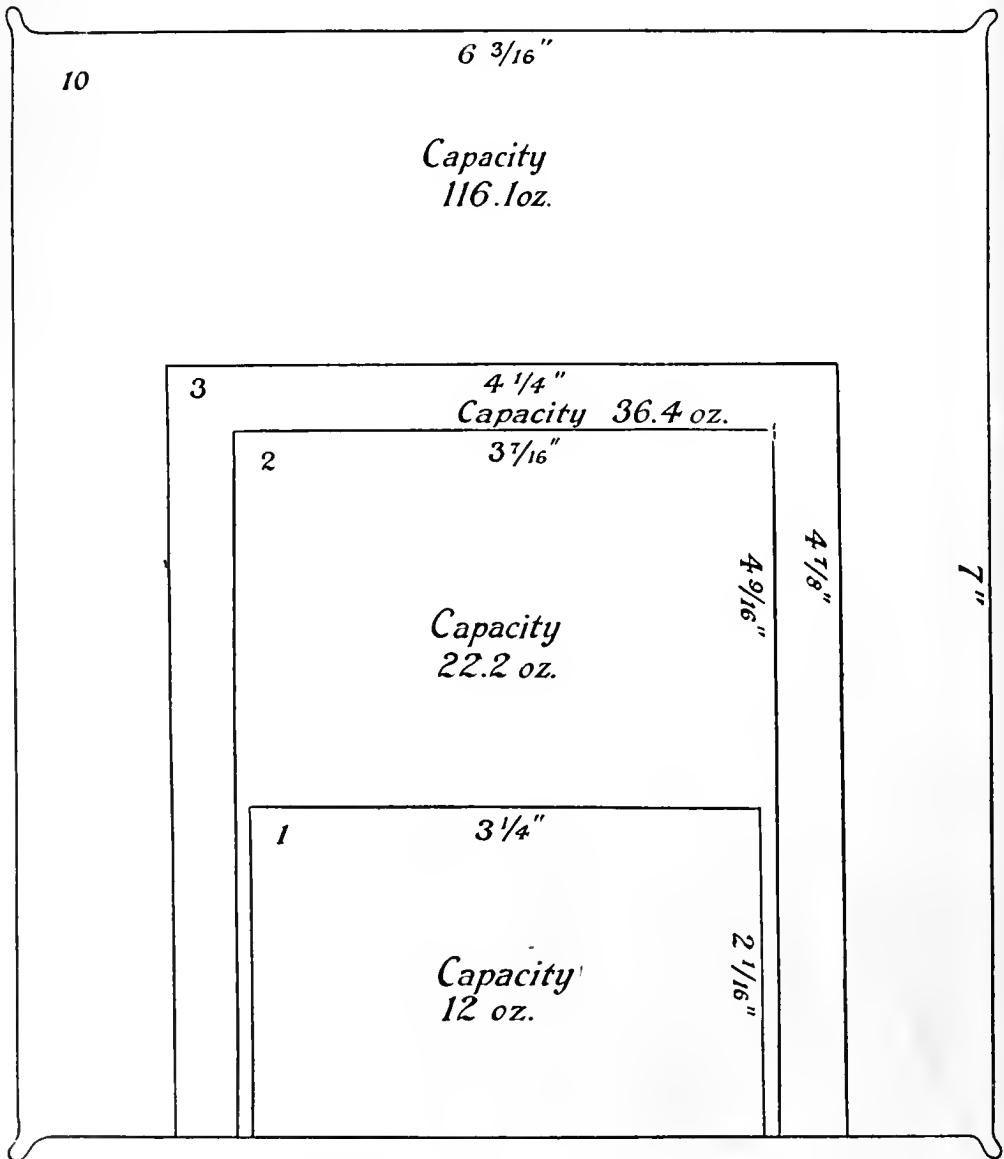 6 3/16"
10
Capacity
116.1oz.
3
4 1/4"
Capacity 36.4 oz.
2
3 7/16"
4 9/16"
4 7/8"
7"
Capacity
22.2 oz.
1
3 1/4"
2 1/16"
Capacity
12 oz.